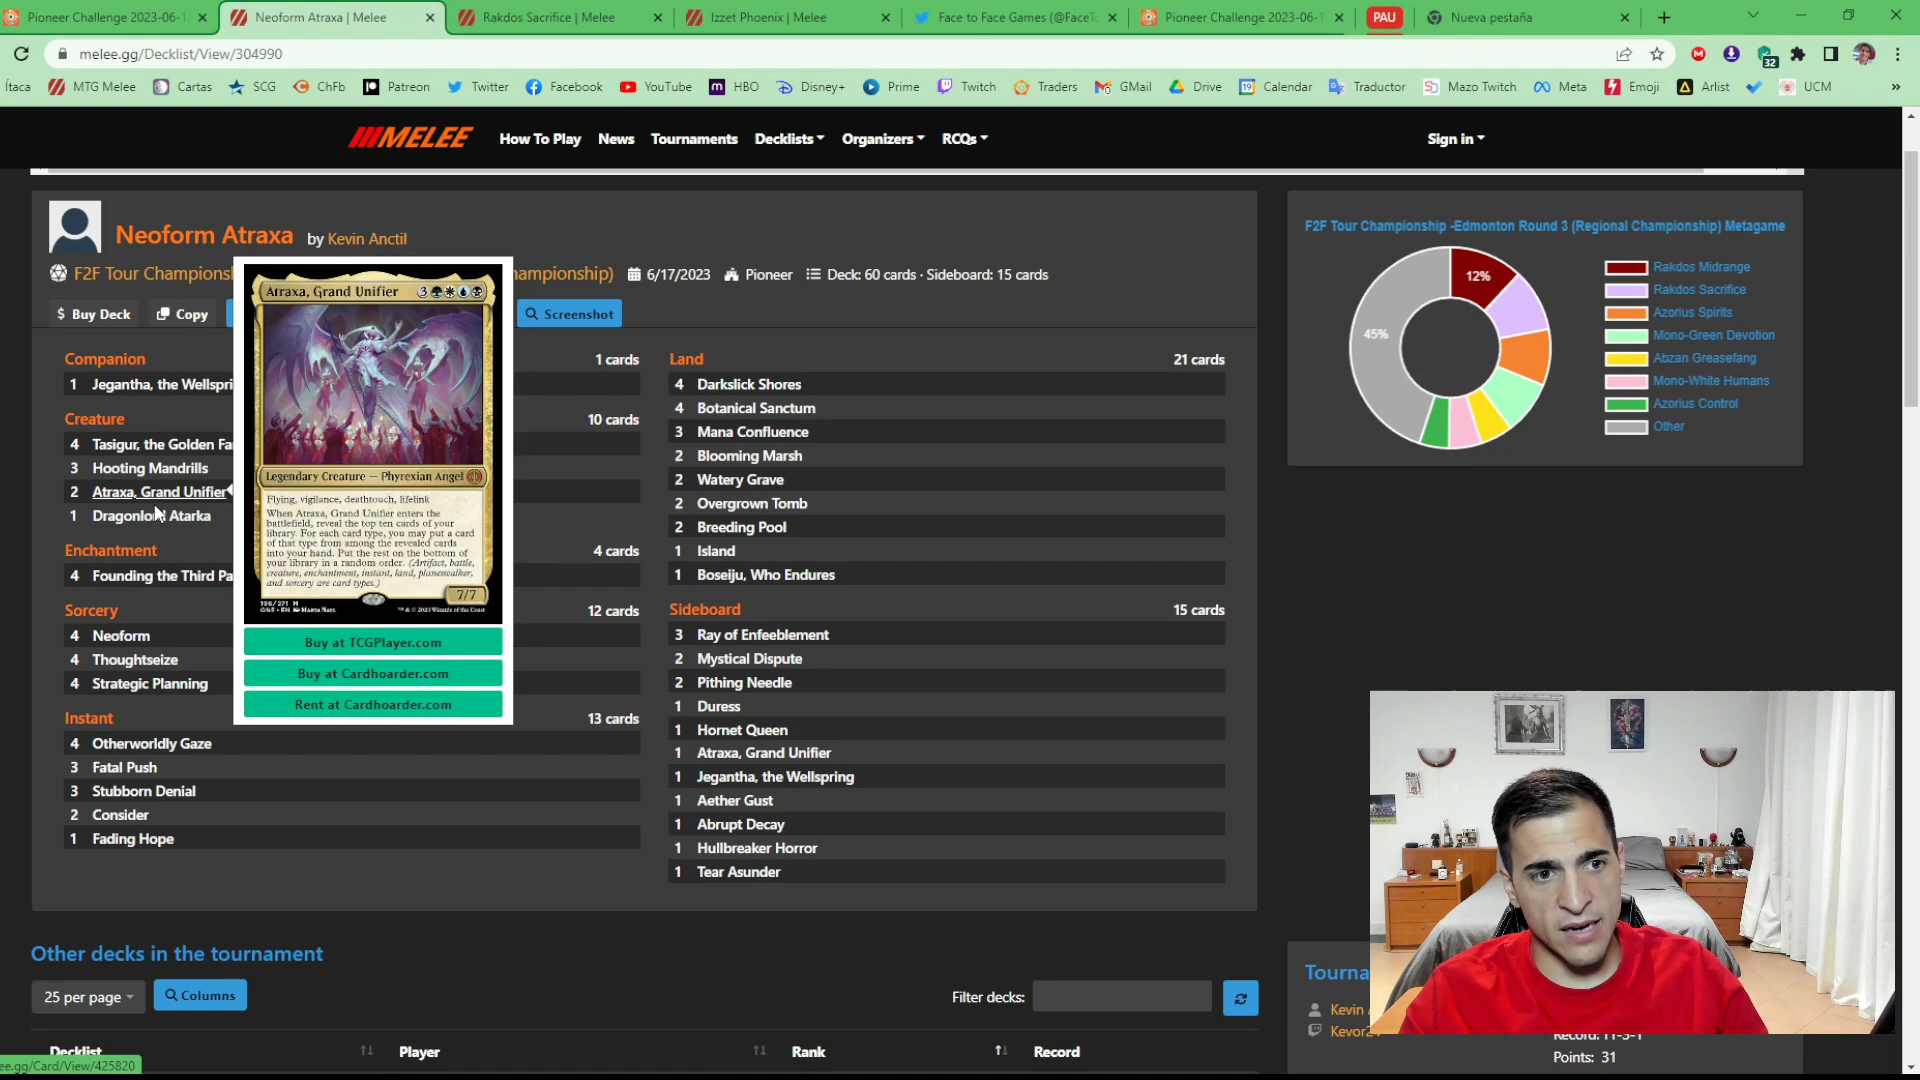 Pioneer Challenge 2023-06-1
Neoform Atraxa | Melee
Rakdos Sacrifice | Melee
Izzet Phoenix | Melee
Face to Face Games (@FaceTo
Pioneer Challenge 2023-06-1
PAU
Nueva pestaña
melee.gg/Decklist/View/304990
32
Ítaca
MTG Melee
Cartas
SCG
ChFb
Patreon
Twitter
Facebook
YouTube
HBO
Disney+
Prime
Twitch
Traders
GMail
Drive
Calendar
Traductor
Mazo Twitch
Meta
Emoji
Arlist
UCM
»
MELEE
How To Play
News
Tournaments
Decklists
Organizers
RCQs
Sign in
Neoform Atraxa by Kevin Anctil
F2F Tour Champions
hampionship)
6/17/2023
Pioneer
Deck: 60 cards · Sideboard: 15 cards
$ Buy Deck
Copy
Screenshot
Companion 1 cards
1 Jegantha, the Wellspri
Creature 10 cards
4 Tasigur, the Golden Fa
3 Hooting Mandrills
2 Atraxa, Grand Unifier
1 Dragonlord Atarka
Enchantment 4 cards
4 Founding the Third Pa
Sorcery 12 cards
4 Neoform
4 Thoughtseize
4 Strategic Planning
Instant 13 cards
4 Otherworldly Gaze
3 Fatal Push
3 Stubborn Denial
2 Consider
1 Fading Hope
Atraxa, Grand Unifier 3
Legendary Creature — Phyrexian Angel
Flying, vigilance, deathtouch, lifelink
When Atraxa, Grand Unifier enters the
battlefield, reveal the top ten cards of your
library. For each card type, you may put a card
of that type from among the revealed cards
into your hand. Put the rest on the bottom of
your library in a random order. (Artifact, battle,
creature, enchantment, instant, land, planeswalker,
and sorcery are card types.)
7/7
Buy at TCGPlayer.com
Buy at Cardhoarder.com
Rent at Cardhoarder.com
Land 21 cards
4 Darkslick Shores
4 Botanical Sanctum
3 Mana Confluence
2 Blooming Marsh
2 Watery Grave
2 Overgrown Tomb
2 Breeding Pool
1 Island
1 Boseiju, Who Endures
Sideboard 15 cards
3 Ray of Enfeeblement
2 Mystical Dispute
2 Pithing Needle
1 Duress
1 Hornet Queen
1 Atraxa, Grand Unifier
1 Jegantha, the Wellspring
1 Aether Gust
1 Abrupt Decay
1 Hullbreaker Horror
1 Tear Asunder
F2F Tour Championship -Edmonton Round 3 (Regional Championship) Metagame
12%
45%
Rakdos Midrange
Rakdos Sacrifice
Azorius Spirits
Mono-Green Devotion
Abzan Greasefang
Mono-White Humans
Azorius Control
Other
Other decks in the tournament
25 per page
Columns
Filter decks:
Decklist
Player
Rank
Record
Tourna
Kevin
Kevor2
Record: 11-5-1
Points: 31
ee.gg/Card/View/425820